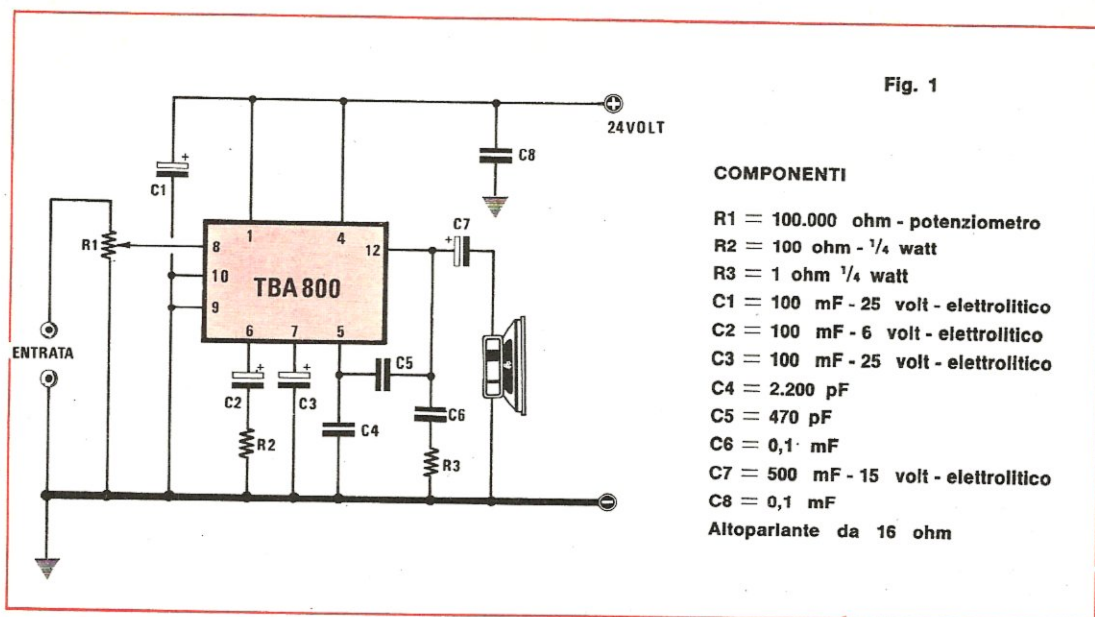 Fig. 1
+
24 VOLT
C8
+
C1
C7
+
R1
8
1
4
12
10
TBA 800
9
6
7
5
ENTRATA
+
+
C5
C2
C3
C6
C4
R2
R3
-
COMPONENTI
R1 = 100.000 ohm - potenziometro
R2 = 100 ohm - ¼ watt
R3 = 1 ohm ¼ watt
C1 = 100 mF - 25 volt - elettrolitico
C2 = 100 mF - 6 volt - elettrolitico
C3 = 100 mF - 25 volt - elettrolitico
C4 = 2.200 pF
C5 = 470 pF
C6 = 0,1 mF
C7 = 500 mF - 15 volt - elettrolitico
C8 = 0,1 mF
Altoparlante da 16 ohm